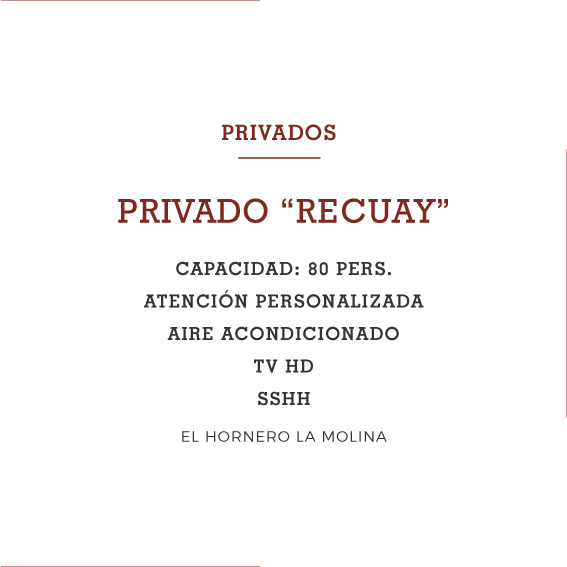 PRIVADOS
PRIVADO “RECUAY”
CAPACIDAD: 80 PERS.
ATENCIÓN PERSONALIZADA
AIRE ACONDICIONADO
TV HD
SSHH
EL HORNERO LA MOLINA